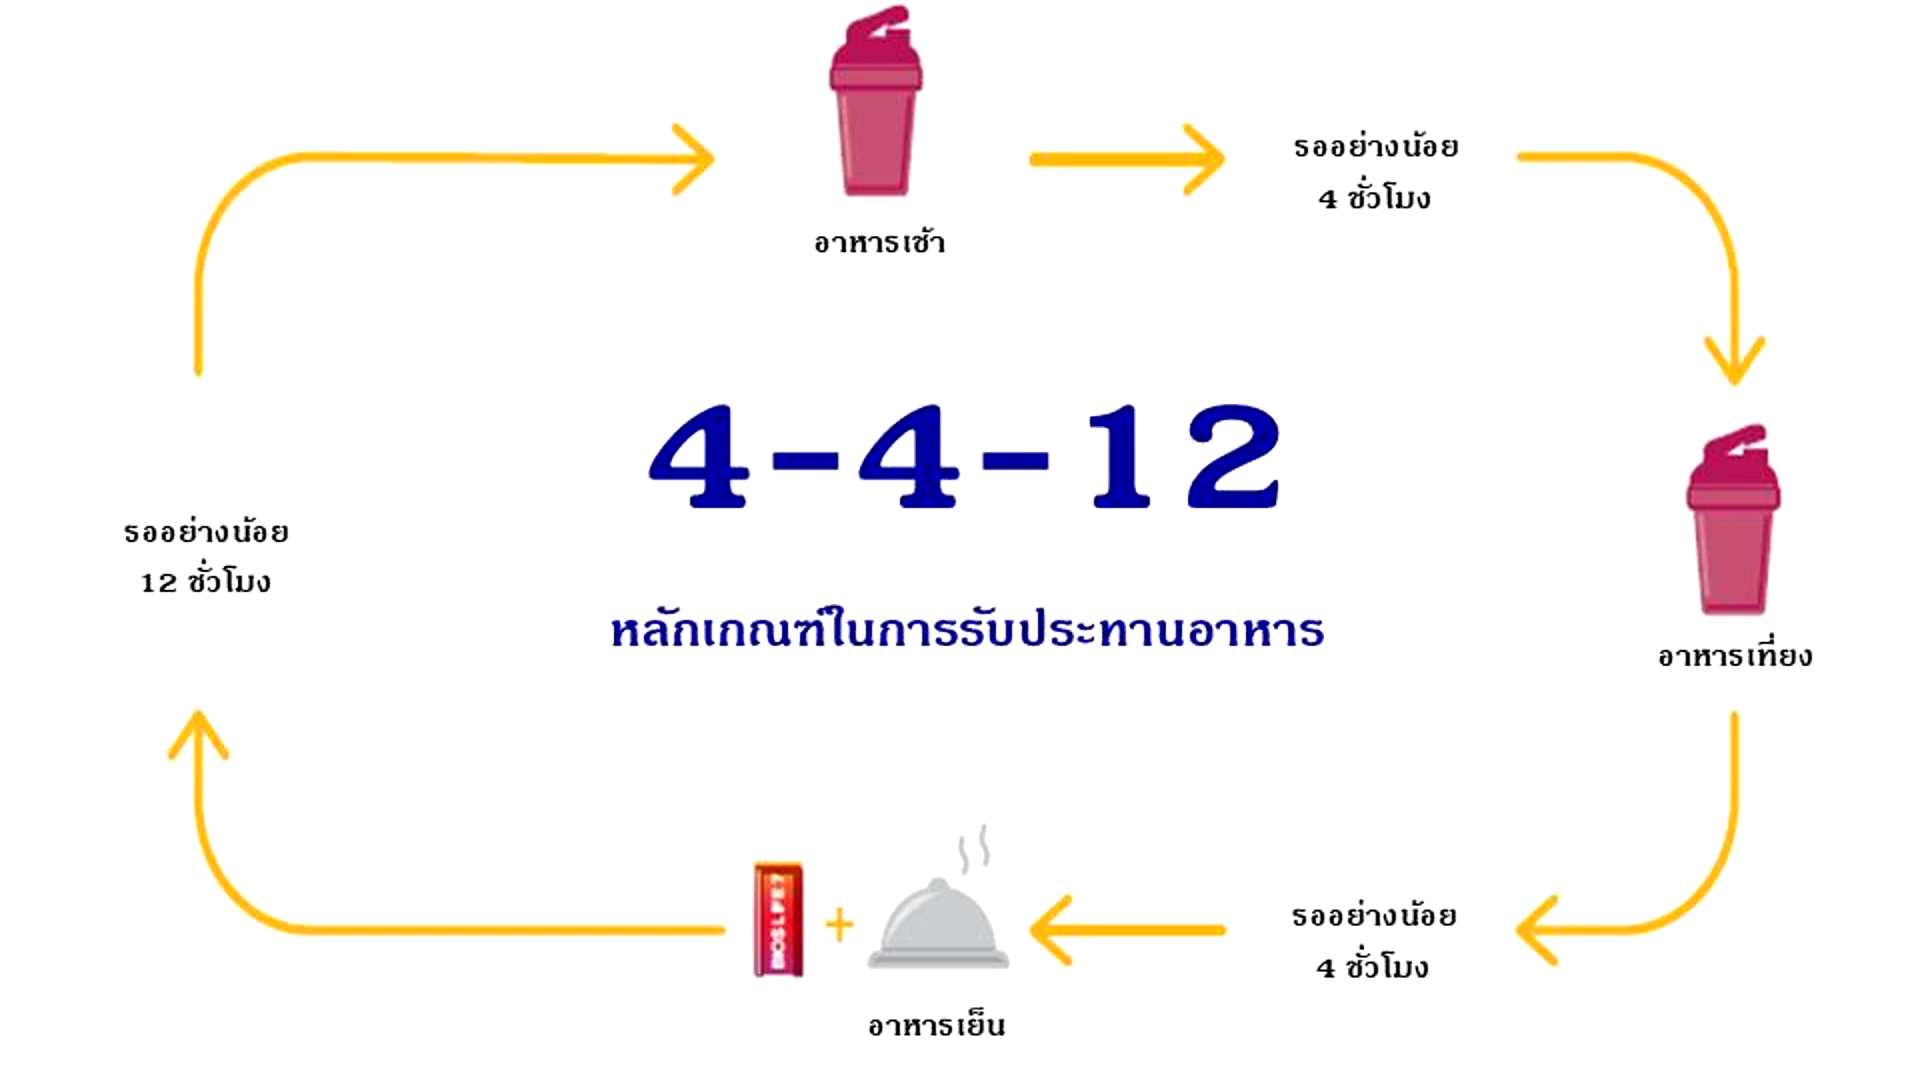 อาหารเช้า
รออย่างน้อย
4 ชั่วโมง
4-4-12
หลักเกณฑ์ในการรับประทานอาหาร
อาหารเที่ยง
รออย่างน้อย
12 ชั่วโมง
BIOS LIFE 7
+
รออย่างน้อย
4 ชั่วโมง
อาหารเย็น